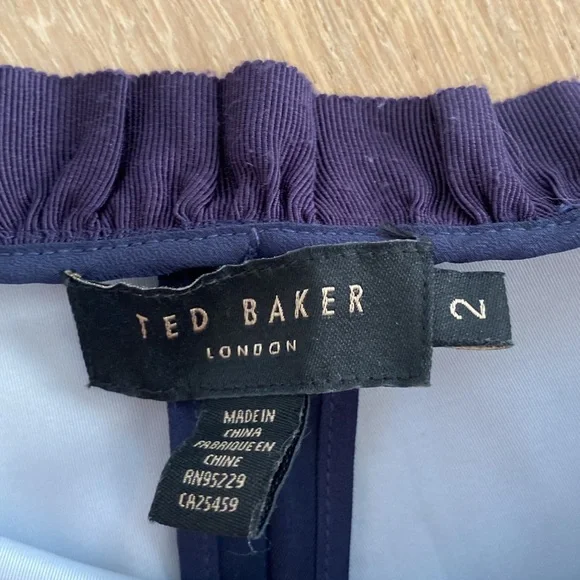 TED BAKER
LONDON
2
MADE IN
CHINA
FABRIQUE EN
CHINE
RN95229
CA25459